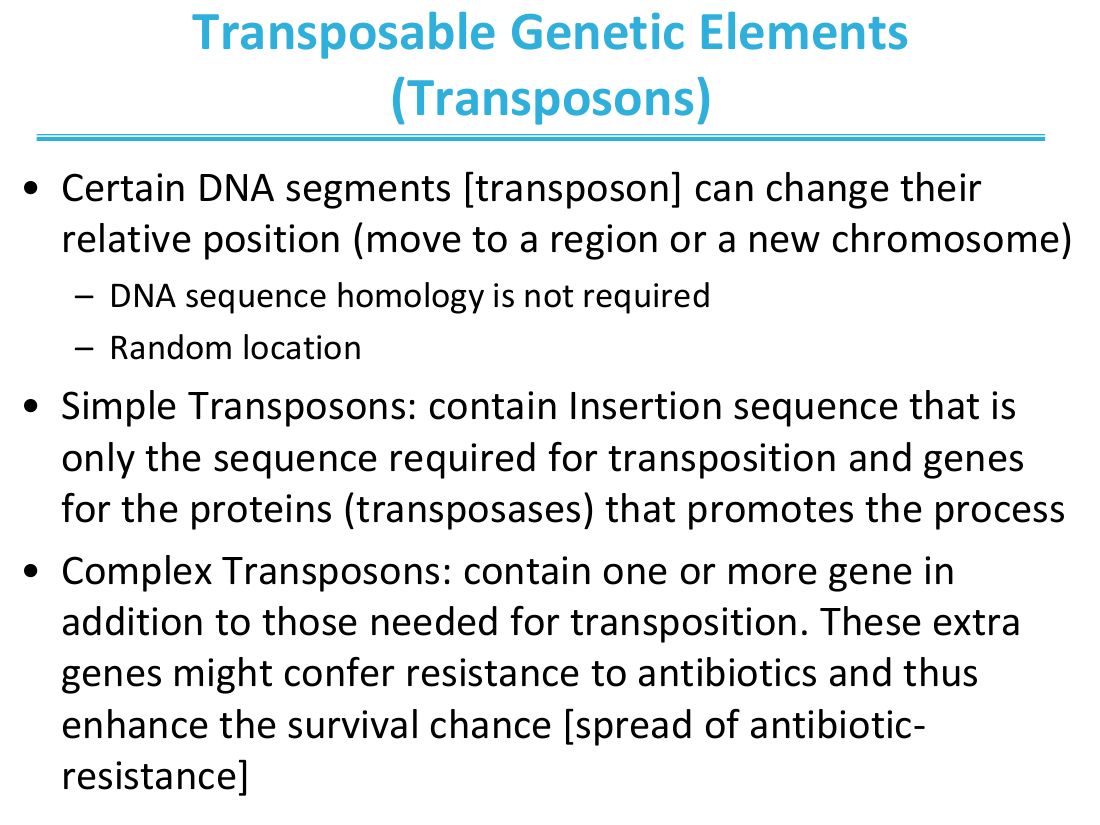 Transposable Genetic Elements
(Transposons)
• Certain DNA segments [transposon] can change their
relative position (move to a region or a new chromosome)
– DNA sequence homology is not required
– Random location
• Simple Transposons: contain Insertion sequence that is
only the sequence required for transposition and genes
for the proteins (transposases) that promotes the process
• Complex Transposons: contain one or more gene in
addition to those needed for transposition. These extra
genes might confer resistance to antibiotics and thus
enhance the survival chance [spread of antibiotic-
resistance]